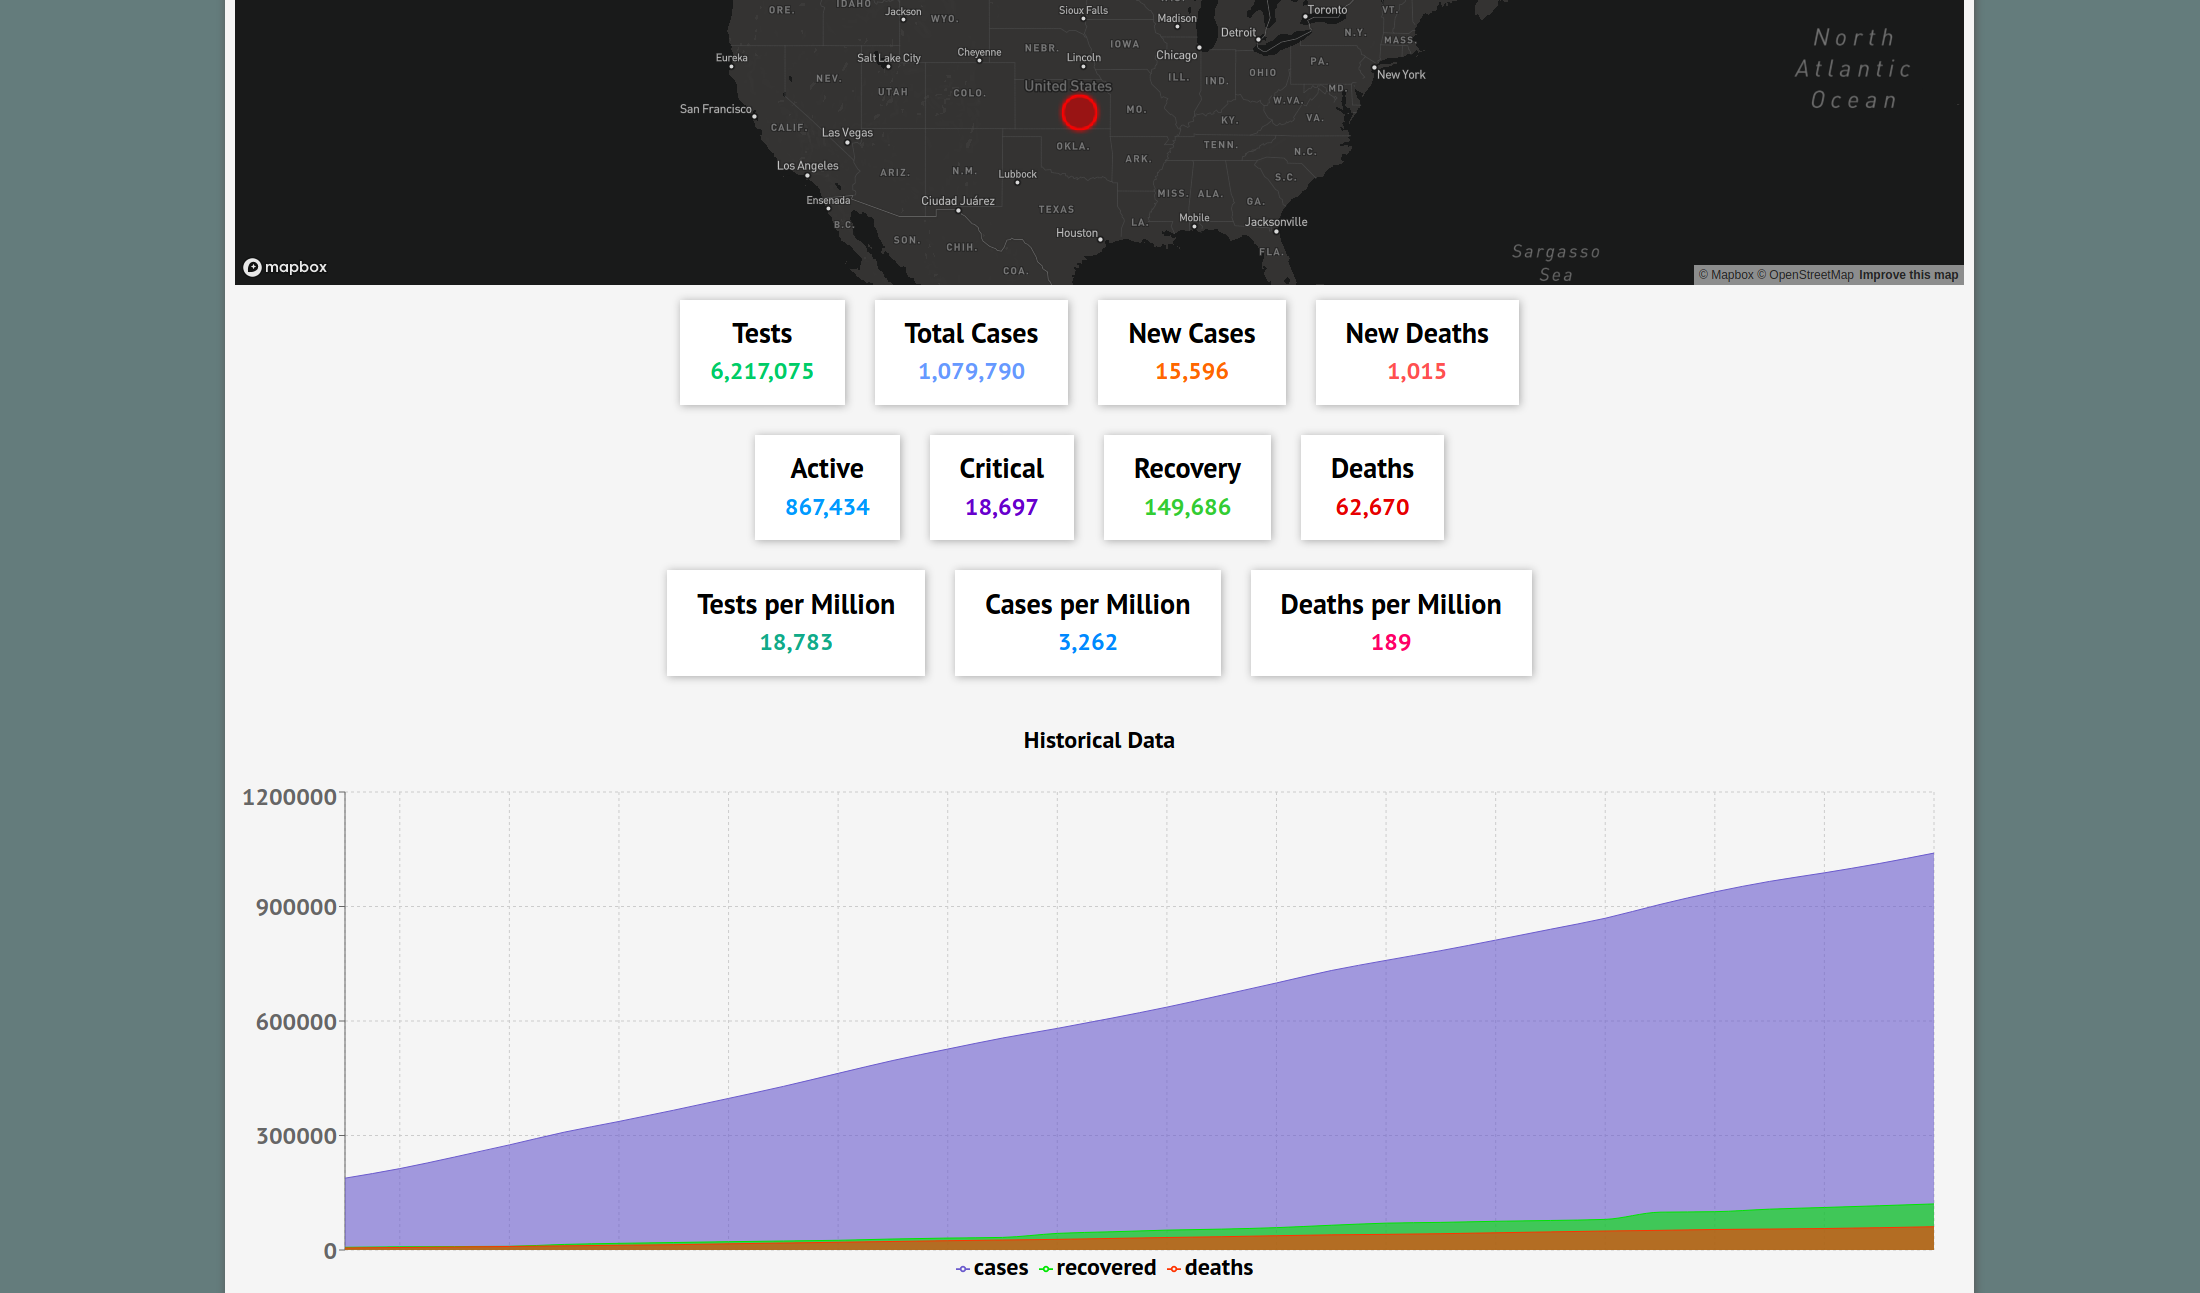 ORE.
IDAHO
Jackson
WYO.
Sioux Falls
Madison
Toronto
VT.
Detroit
N.Y.
MASS.
North
Atlantic
Ocean
Eureka
Salt Lake City
Cheyenne
NEBR.
IOWA
Lincoln
Chicago
PA.
New York
NEV.
UTAH
COLO.
United States
ILL.
IND.
OHIO
MD.
San Francisco
MO.
W.VA.
CALIF.
Las Vegas
KY.
VA.
OKLA.
TENN.
N.C.
Los Angeles
ARIZ.
N.M.
Lubbock
ARK.
S.C.
Ensenada
Ciudad Juárez
TEXAS
MISS.
ALA.
GA.
B.C.
Houston
LA.
Mobile
Jacksonville
SON.
CHIH.
FLA.
Sargasso
Sea
COA.
mapbox
© Mapbox © OpenStreetMap Improve this map
Tests
6,217,075
Total Cases
1,079,790
New Cases
15,596
New Deaths
1,015
Active
867,434
Critical
18,697
Recovery
149,686
Deaths
62,670
Tests per Million
18,783
Cases per Million
3,262
Deaths per Million
189
Historical Data
1200000
900000
600000
300000
0
cases recovered deaths